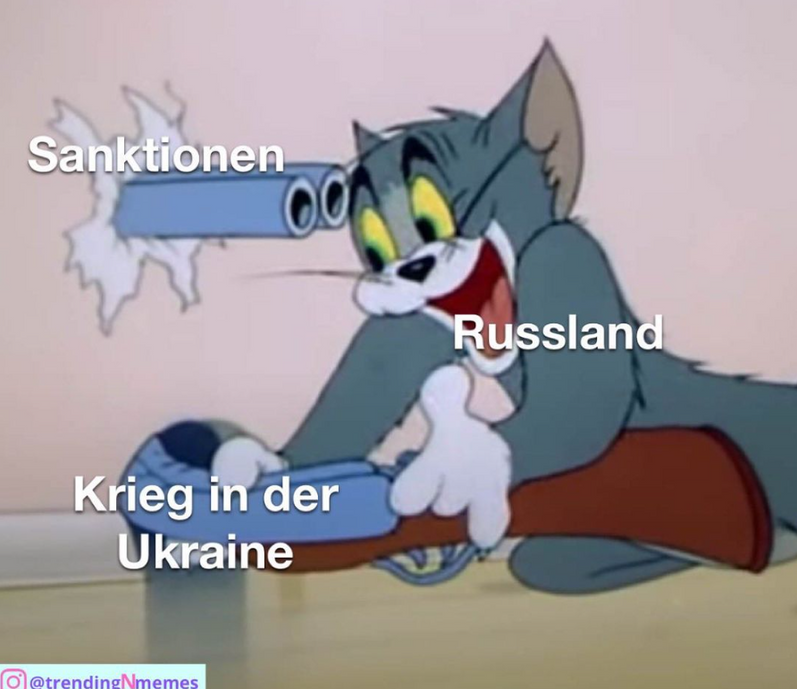 Sanktionen
Russland
Krieg in der
Ukraine
@trendingNmemes